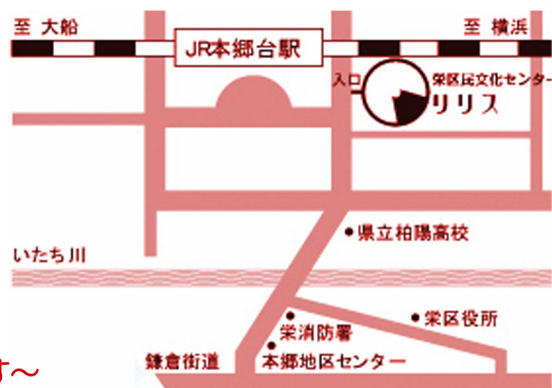 至 大船
至 横浜
JR本郷台駅
入口
栄区民文化センター
リリス
県立柏陽高校
いたち川
栄区役所
栄消防署
本郷地区センター
鎌倉街道
す～